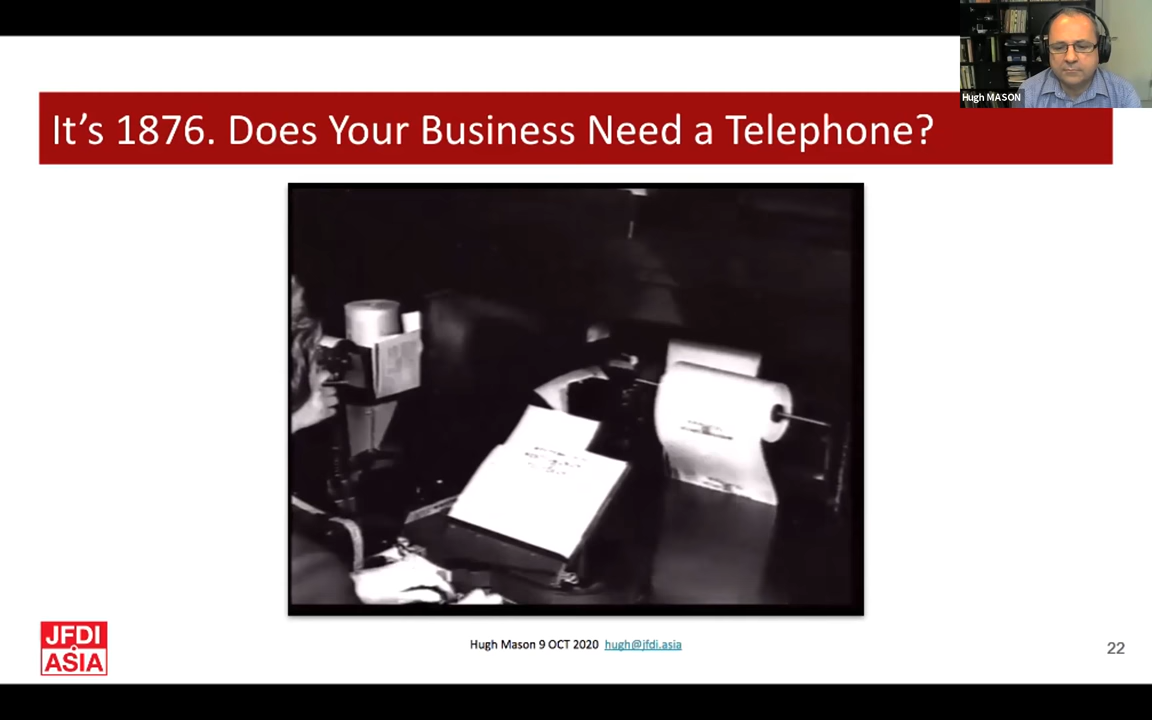 Hugh MASON
It's 1876. Does Your Business Need a Telephone?
JFDI
ASIA
Hugh Mason 9 OCT 2020 hugh@jfdi.asia
22